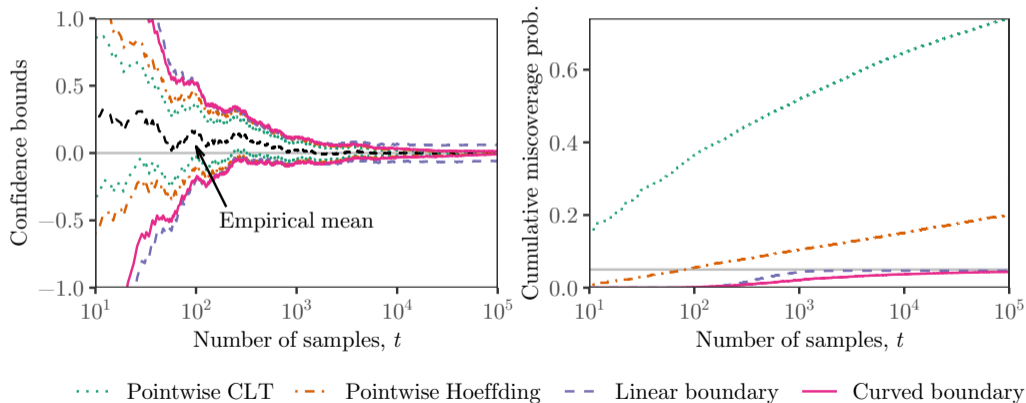 Confidence bounds
1.0
0.5
0.0
−0.5
−1.0
Empirical mean
10^1
10^2
10^3
10^4
10^5
Number of samples, t
Cumulative miscoverage prob.
0.6
0.4
0.2
0.0
10^1
10^2
10^3
10^4
10^5
Number of samples, t
Pointwise CLT
Pointwise Hoeffding
Linear boundary
Curved boundary